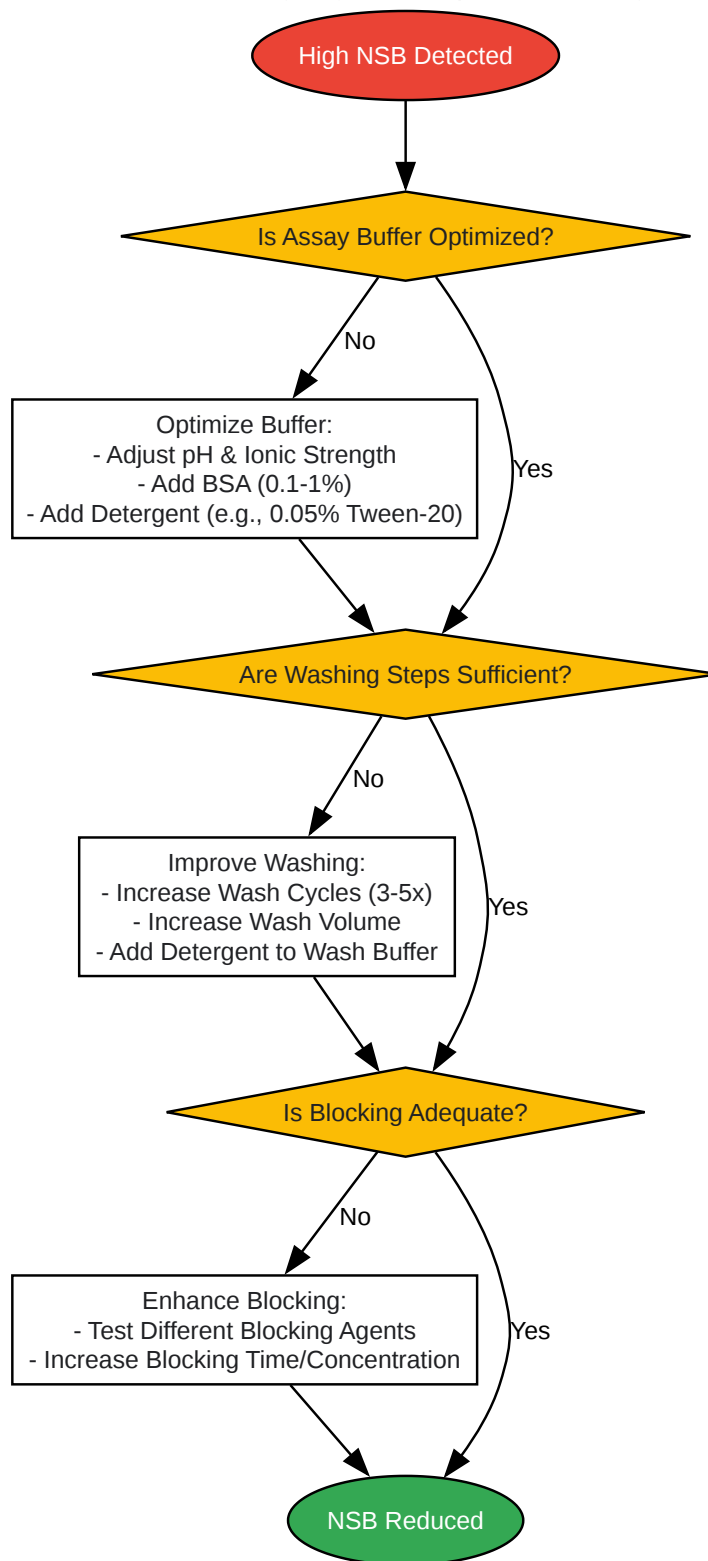 High NSB Detected
Is Assay Buffer Optimized?
No
Optimize Buffer:
- Adjust pH & Ionic Strength
- Add BSA (0.1-1%)
- Add Detergent (e.g., 0.05% Tween-20)
Yes
Are Washing Steps Sufficient?
No
Improve Washing:
- Increase Wash Cycles (3-5x)
- Increase Wash Volume
- Add Detergent to Wash Buffer
Yes
Is Blocking Adequate?
No
Enhance Blocking:
- Test Different Blocking Agents
- Increase Blocking Time/Concentration
Yes
NSB Reduced